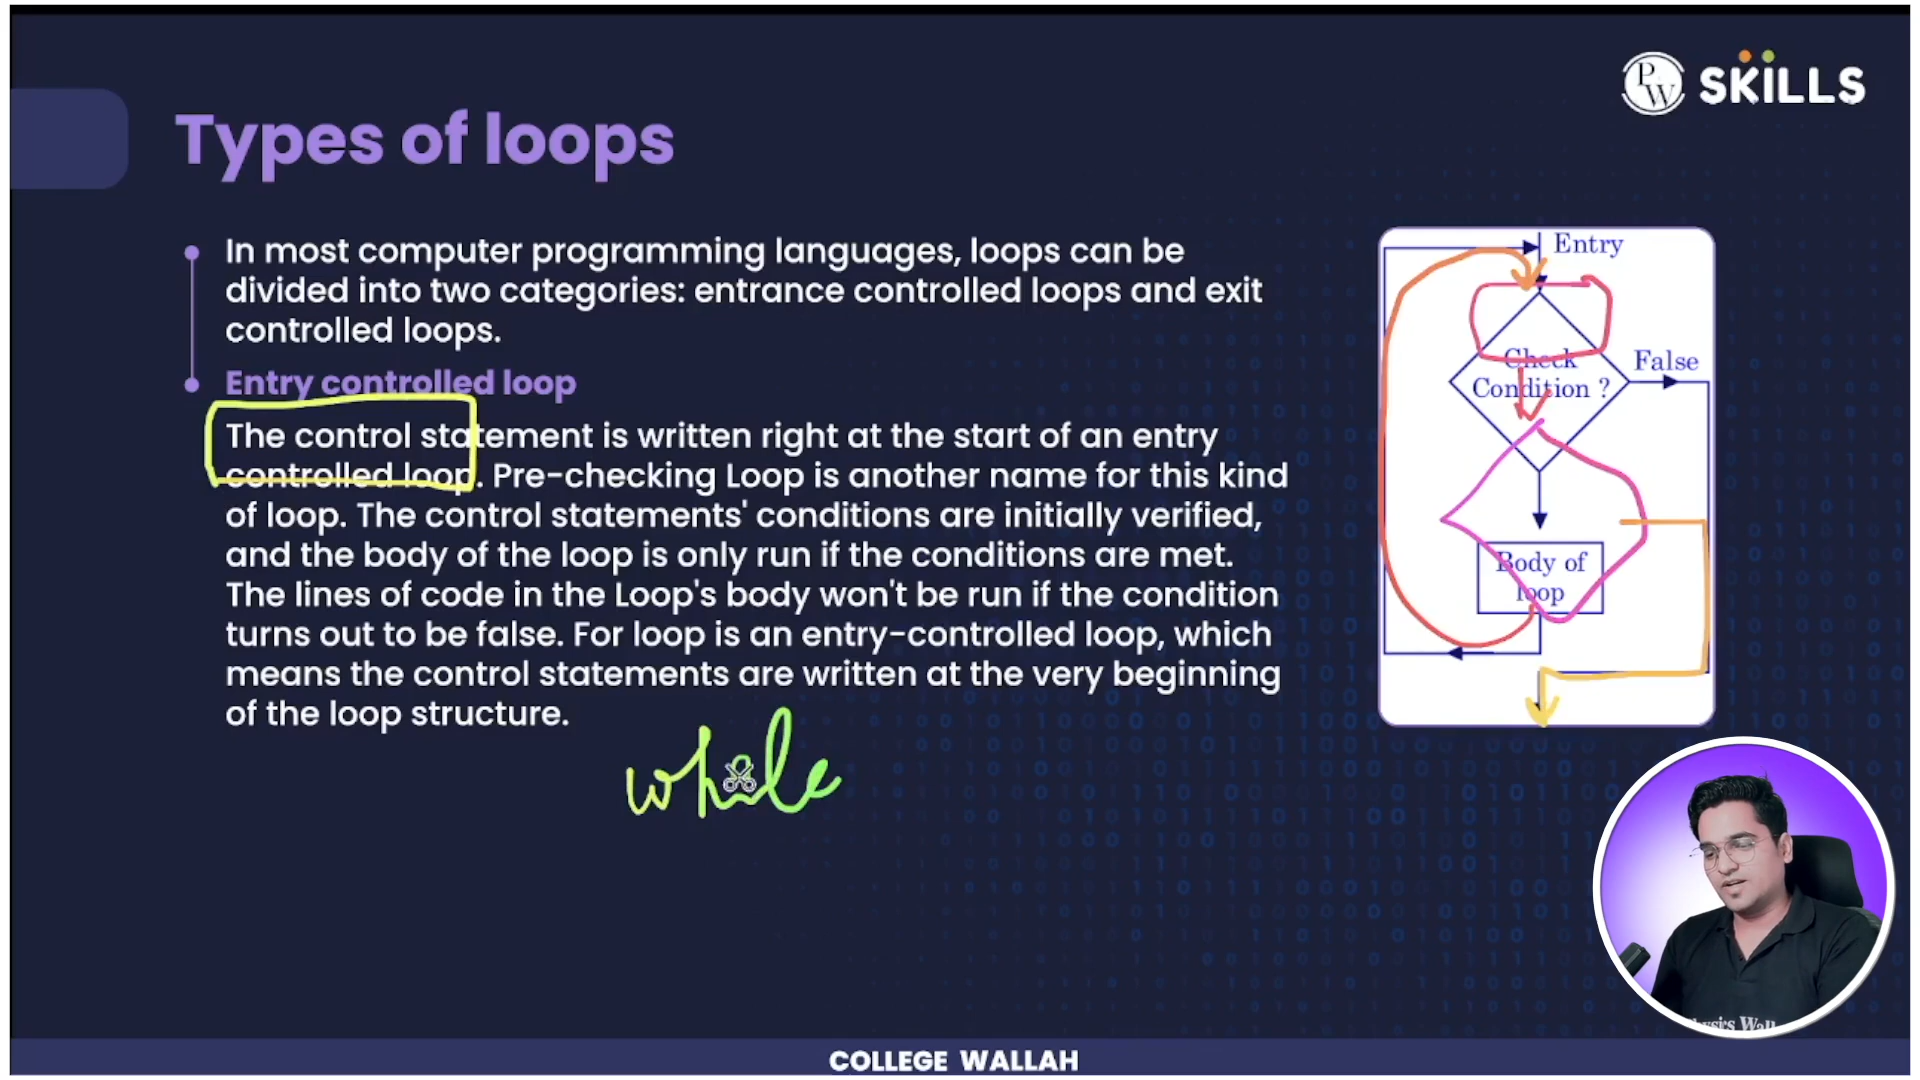 PW SKILLS
Types of loops
In most computer programming languages, loops can be
divided into two categories: entrance controlled loops and exit
controlled loops.
Entry controlled loop
The control statement is written right at the start of an entry
controlled loop. Pre-checking Loop is another name for this kind
of loop. The control statements' conditions are initially verified,
and the body of the loop is only run if the conditions are met.
The lines of code in the Loop's body won't be run if the condition
turns out to be false. For loop is an entry-controlled loop, which
means the control statements are written at the very beginning
of the loop structure.
while
Entry
Check
Condition ?
False
Body of
loop
COLLEGE WALLAH